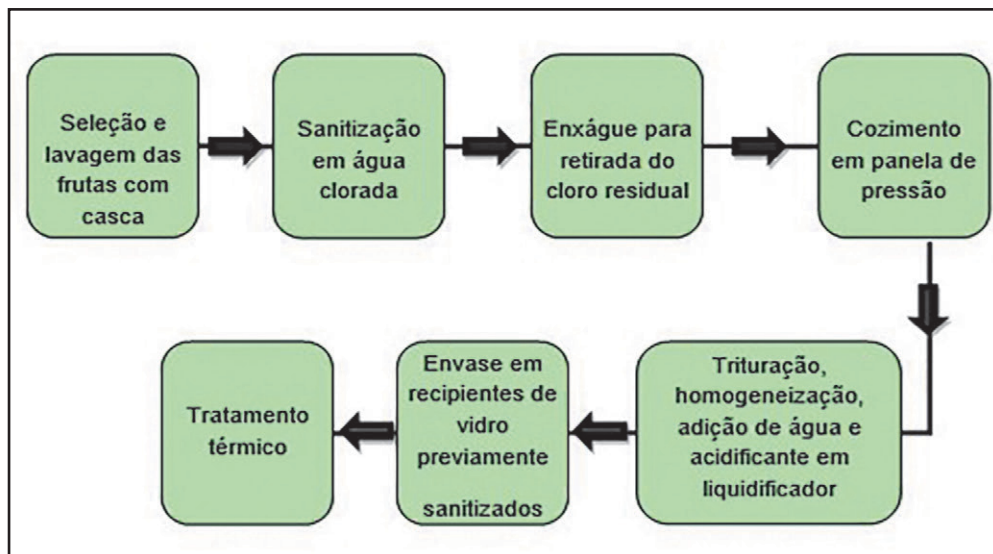 Seleção e
lavagem das
frutas com
casca
Sanitização
em água
clorada
Enxágue para
retirada do
cloro residual
Cozimento
em panela de
pressão
Trituração,
homogeneização,
adição de água e
acidificante em
liquidificador
Envase em
recipientes de
vidro
previamente
sanitizados
Tratamento
térmico